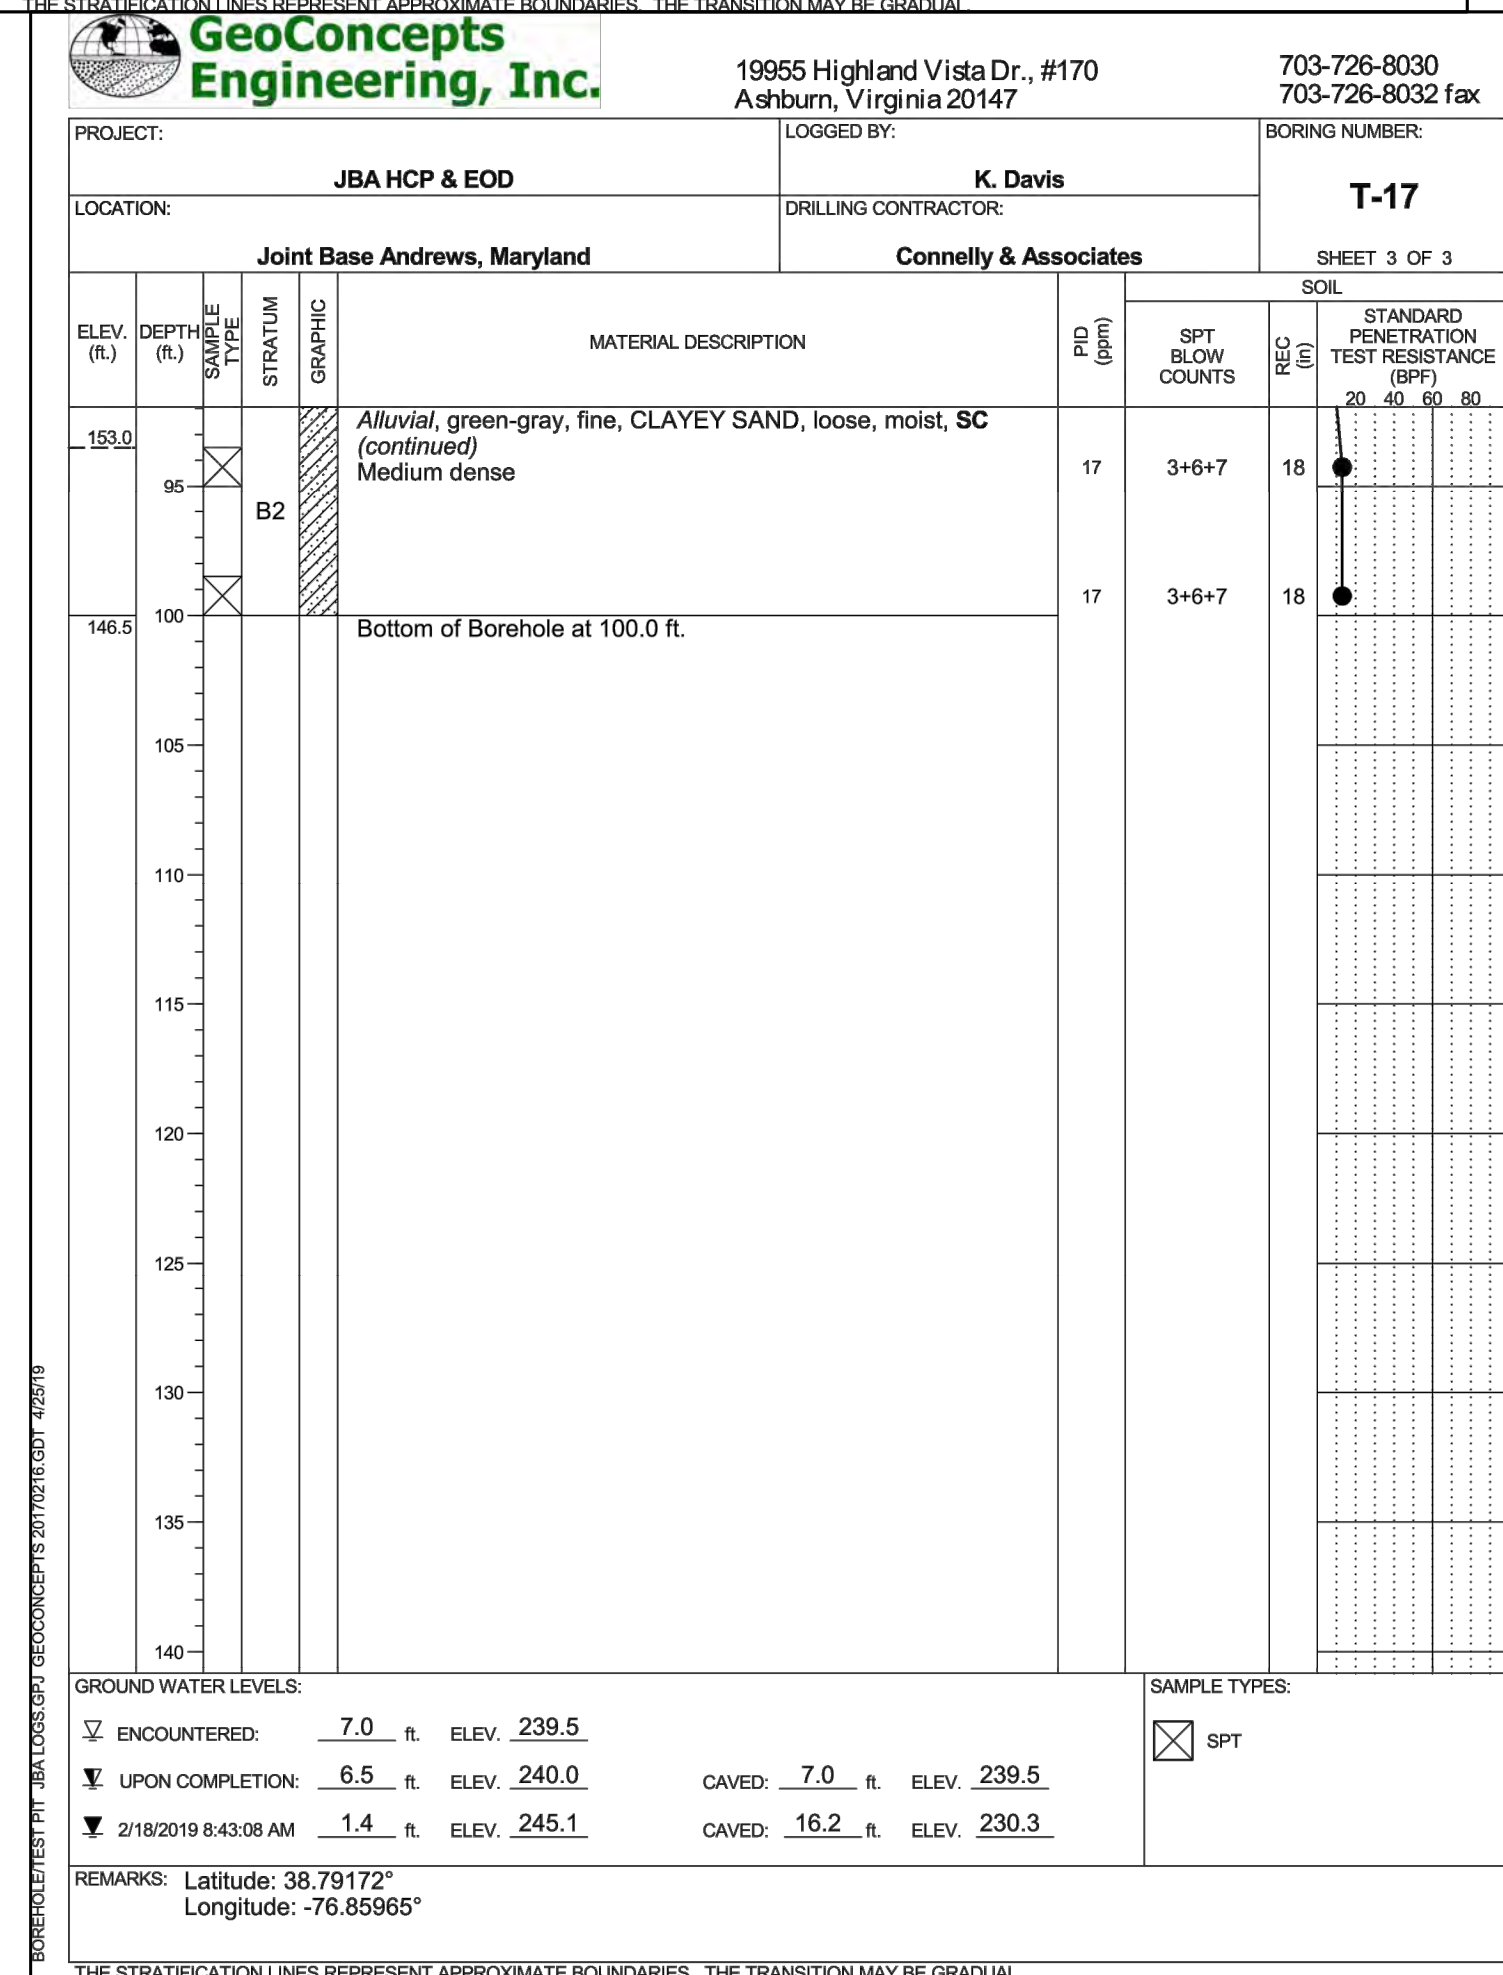 THE STRATIFICATION LINES REPRESENT APPROXIMATE BOUNDARIES. THE TRANSITION MAY BE GRADUAL.
GeoConcepts
Engineering, Inc.
19955 Highland Vista Dr., #170
Ashburn, Virginia 20147
703-726-8030
703-726-8032 fax
PROJECT:
JBA HCP & EOD
LOGGED BY:
K. Davis
BORING NUMBER:
T-17
SHEET 3 OF 3
LOCATION:
Joint Base Andrews, Maryland
DRILLING CONTRACTOR:
Connelly & Associates
ELEV.
(ft.)
DEPTH
(ft.)
SAMPLE
TYPE
STRATUM
GRAPHIC
MATERIAL DESCRIPTION
PID
(ppm)
SOIL
SPT
BLOW
COUNTS
REC
(in)
STANDARD
PENETRATION
TEST RESISTANCE
(BPF)
20 40 60 80
Alluvial, green-gray, fine, CLAYEY SAND, loose, moist, SC
(continued)
153.0
Medium dense
17 3+6+7 18
95
B2
17 3+6+7 18
100
146.5
Bottom of Borehole at 100.0 ft.
105
110
115
120
125
130
135
140
GROUND WATER LEVELS:
ENCOUNTERED: 7.0 ft. ELEV. 239.5
UPON COMPLETION: 6.5 ft. ELEV. 240.0 CAVED: 7.0 ft. ELEV. 239.5
2/18/2019 8:43:08 AM 1.4 ft. ELEV. 245.1 CAVED: 16.2 ft. ELEV. 230.3
SAMPLE TYPES:
SPT
REMARKS: Latitude: 38.79172°
Longitude: -76.85965°
THE STRATIFICATION LINES REPRESENT APPROXIMATE BOUNDARIES. THE TRANSITION MAY BE GRADUAL.
BOREHOLE/TEST PIT JBA LOGS.GPJ GEOCONCEPTS 20170216.GDT 4/25/19